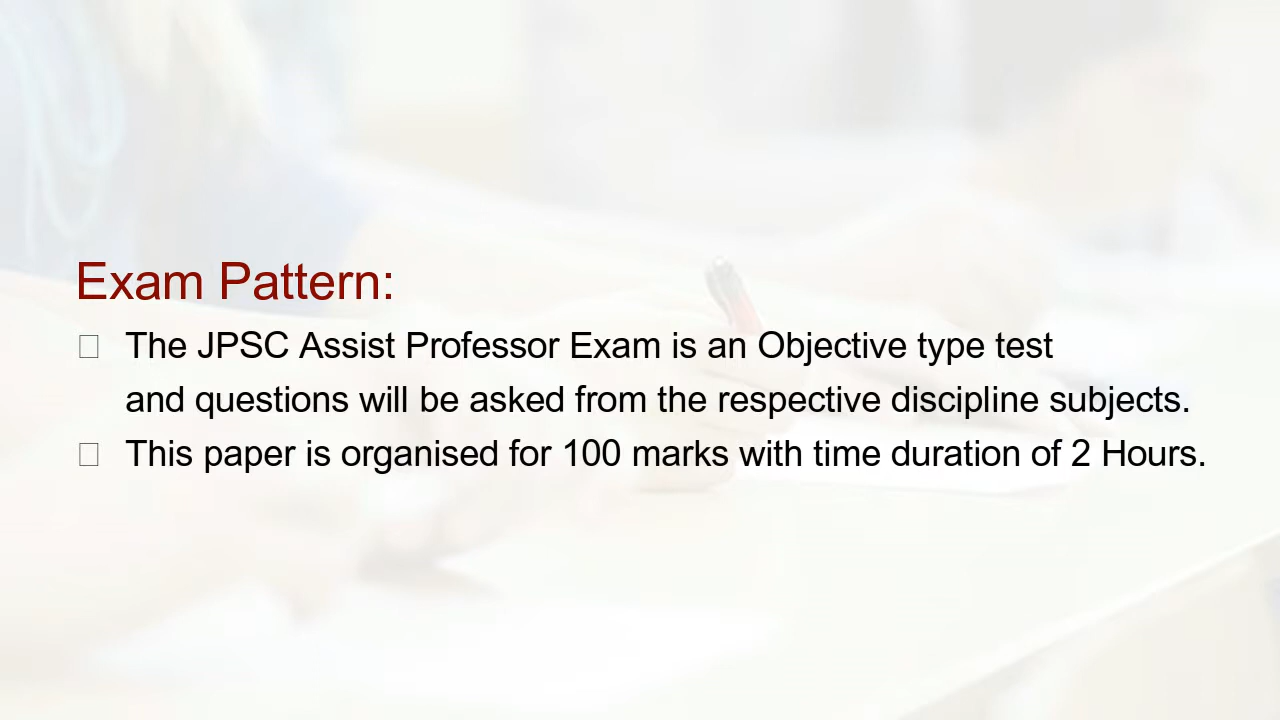 Exam Pattern:
The JPSC Assist Professor Exam is an Objective type test
and questions will be asked from the respective discipline subjects.
This paper is organised for 100 marks with time duration of 2 Hours.